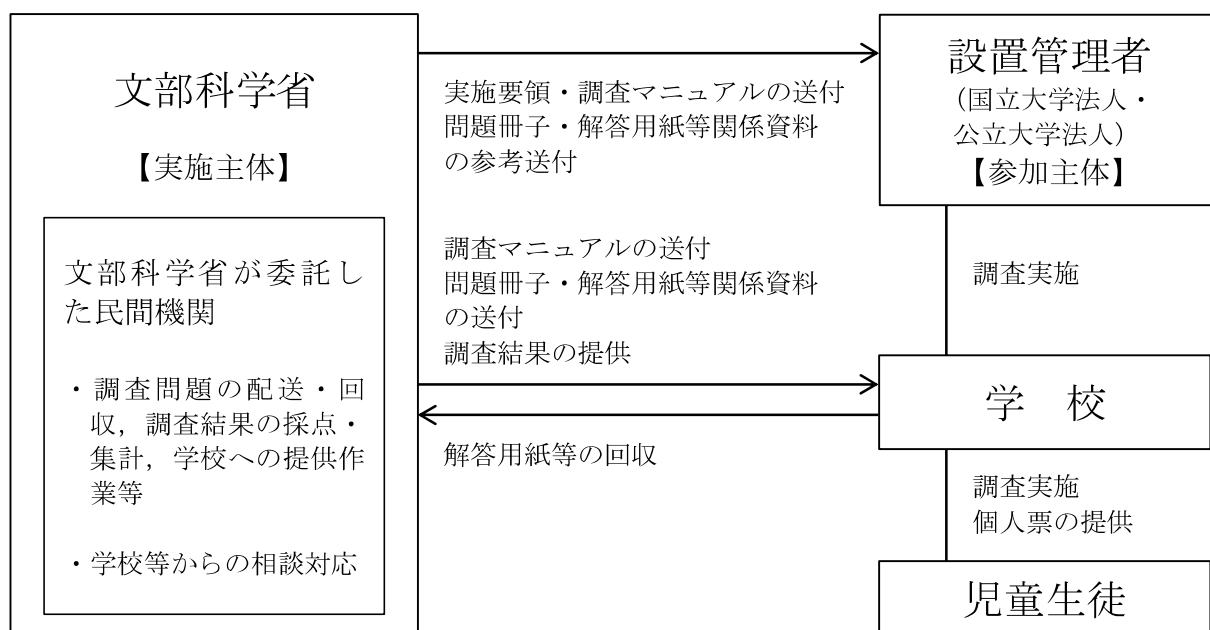 文部科学省
【実施主体】
文部科学省が委託し
た民間機関
・調査問題の配送・回
収，調査結果の採点・
集計，学校への提供作
業等
・学校等からの相談対応
実施要領・調査マニュアルの送付
問題冊子・解答用紙等関係資料
の参考送付
調査マニュアルの送付
問題冊子・解答用紙等関係資料
の送付
調査結果の提供
解答用紙等の回収
設置管理者
（国立大学法人・
公立大学法人）
【参加主体】
調査実施
学　校
調査実施
個人票の提供
児童生徒